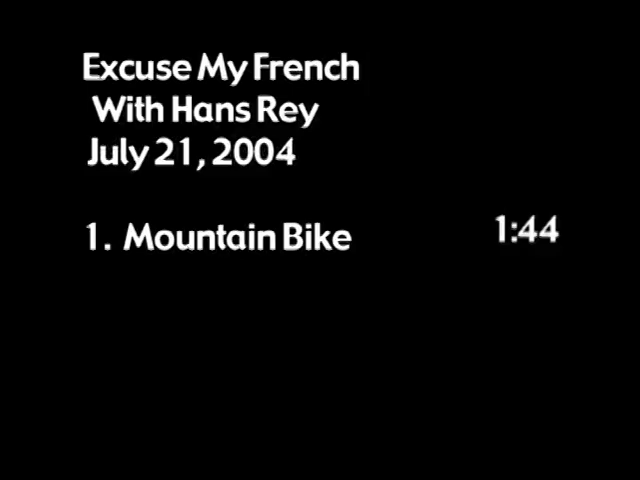 Excuse My French
With Hans Rey
July 21, 2004
1. Mountain Bike 1:44